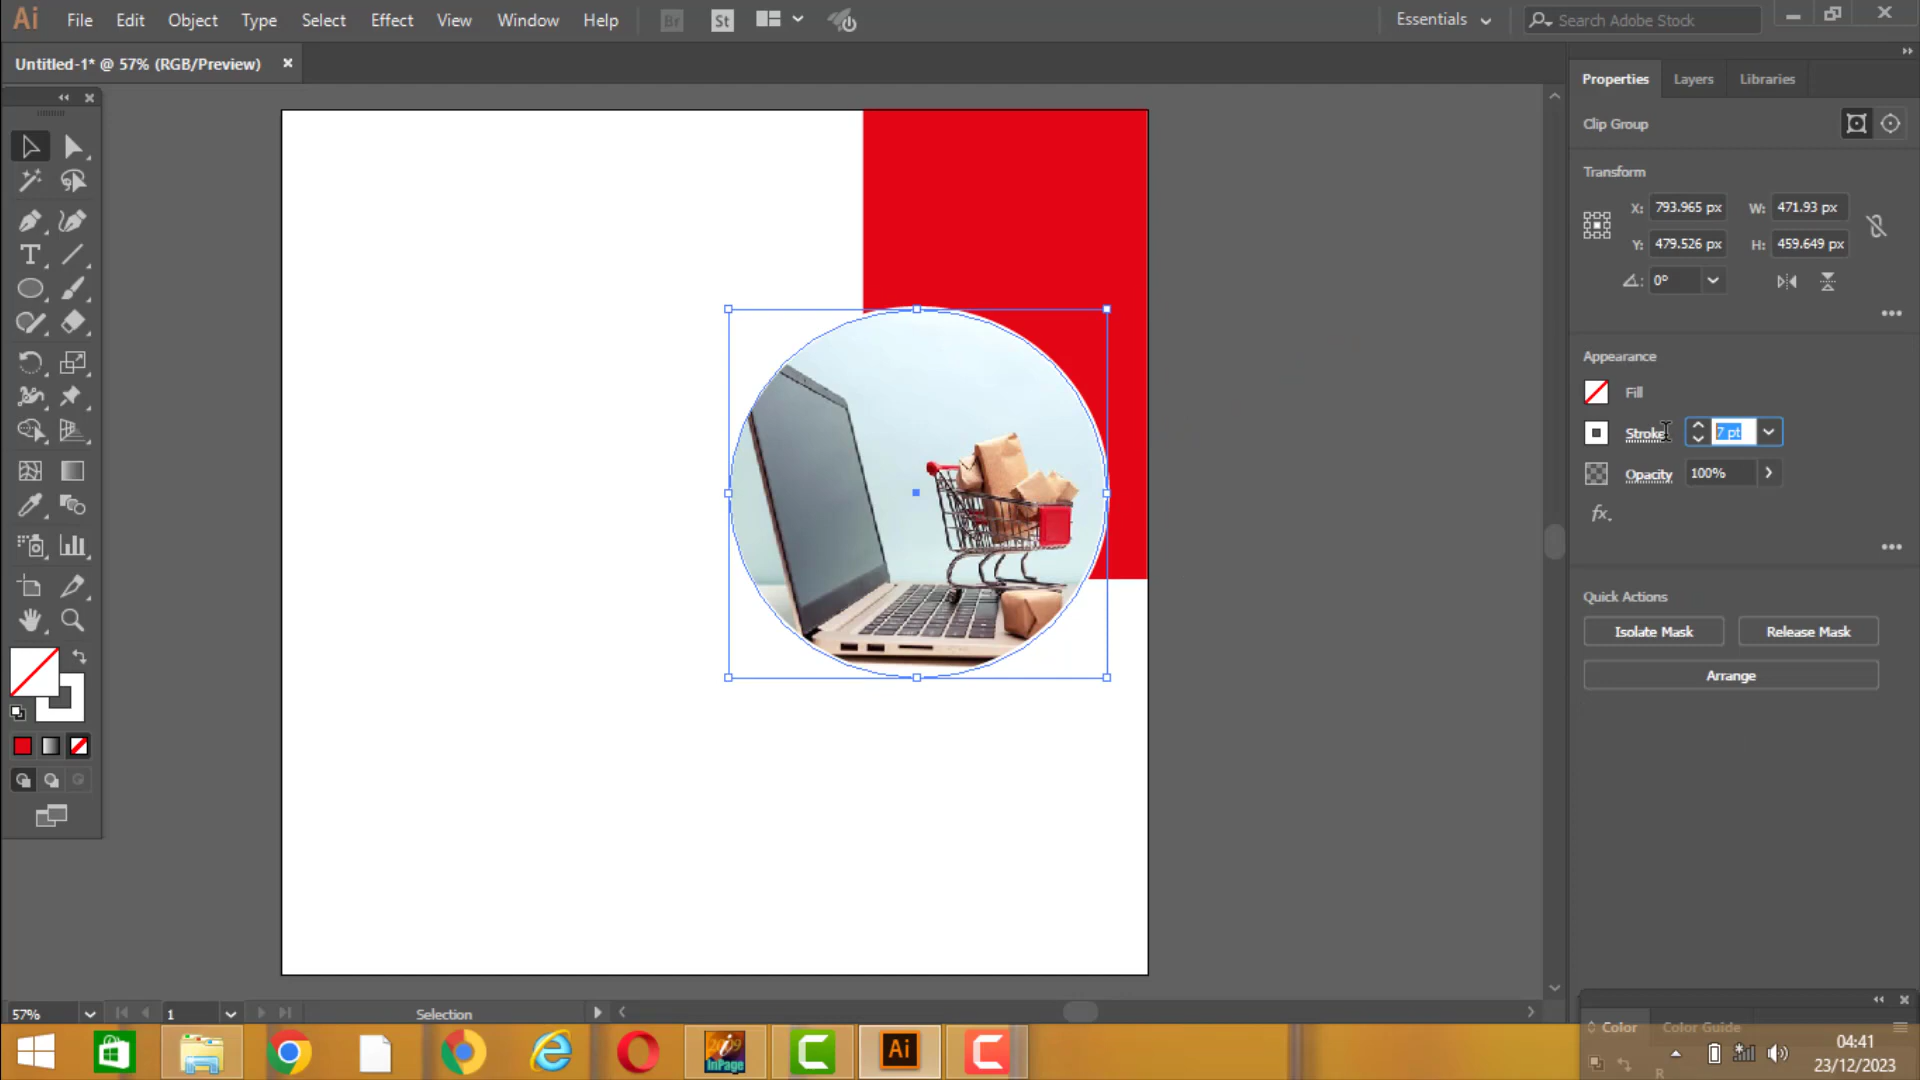 Ai File Edit Object Type Select Effect View Window Help Br St Essentials Search Adobe Stock
Untitled-1* @ 57% (RGB/Preview)
Properties Layers Libraries
Clip Group
Transform
X: 793.965 px W: 471.93 px
Y: 479.526 px H: 459.649 px
0°
Appearance
Fill
Stroke 7 pt
Opacity 100%
fx.
Quick Actions
Isolate Mask Release Mask
Arrange
57% 1 Selection
Color Color Guide
R
2009
InPage
Ai
04:41
23/12/2023